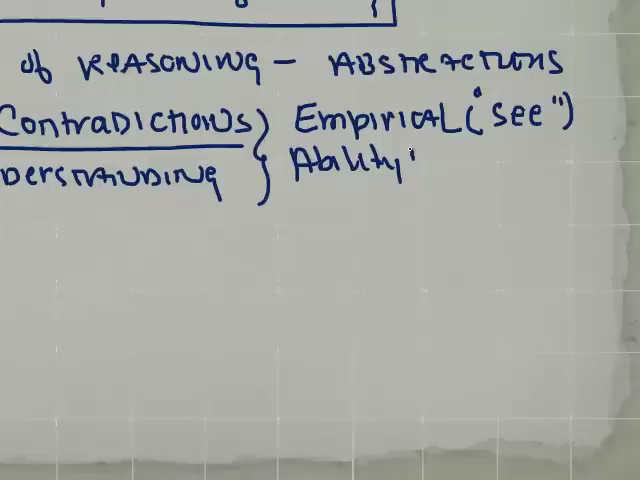 of REASONING – ABSTRACTIONS
CONTRADICTIONS } EMPIRICAL ("SEE")
DERSTANDING } Ability